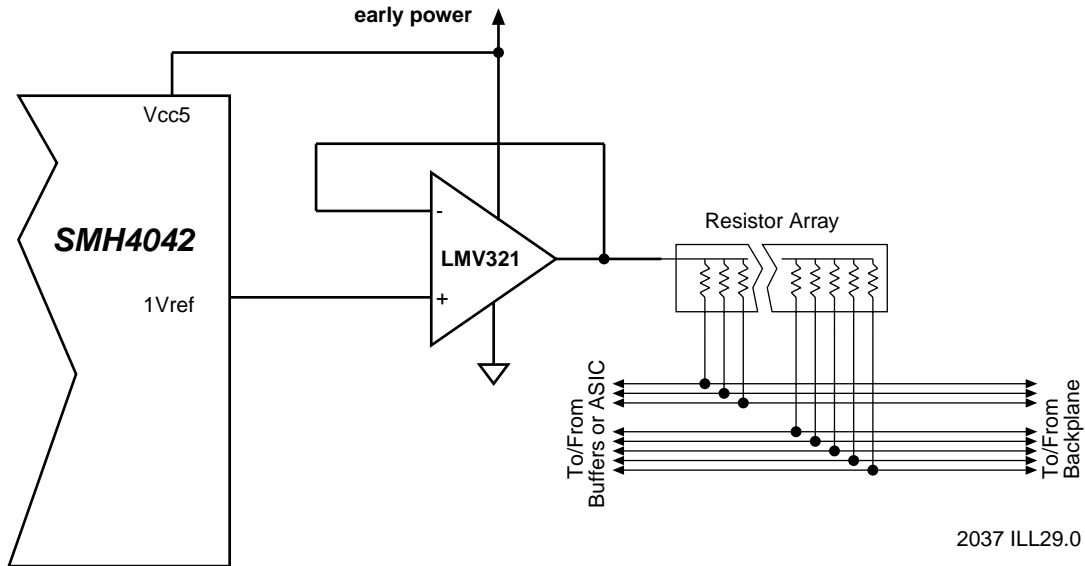 early power
Vcc5
SMH4042
1Vref
-
LMV321
+
Resistor Array
To/From
Buffers or ASIC
To/From
Backplane
2037 ILL29.0